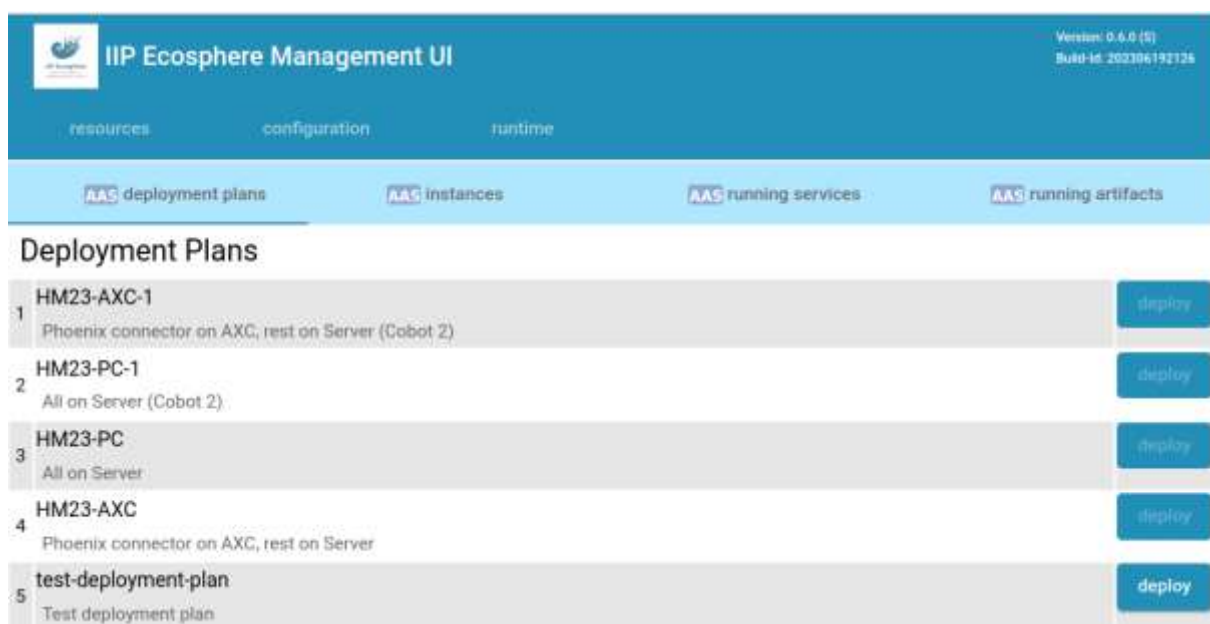 IIP Ecosphere Management UI
Version: 0.6.0 (S)
Build-Id: 202306192126
resources configuration runtime
AAS deployment plans AAS instances AAS running services AAS running artifacts
Deployment Plans
1 HM23-AXC-1 deploy
Phoenix connector on AXC, rest on Server (Cobot 2)
2 HM23-PC-1 deploy
All on Server (Cobot 2)
3 HM23-PC deploy
All on Server
4 HM23-AXC deploy
Phoenix connector on AXC, rest on Server
5 test-deployment-plan deploy
Test deployment plan